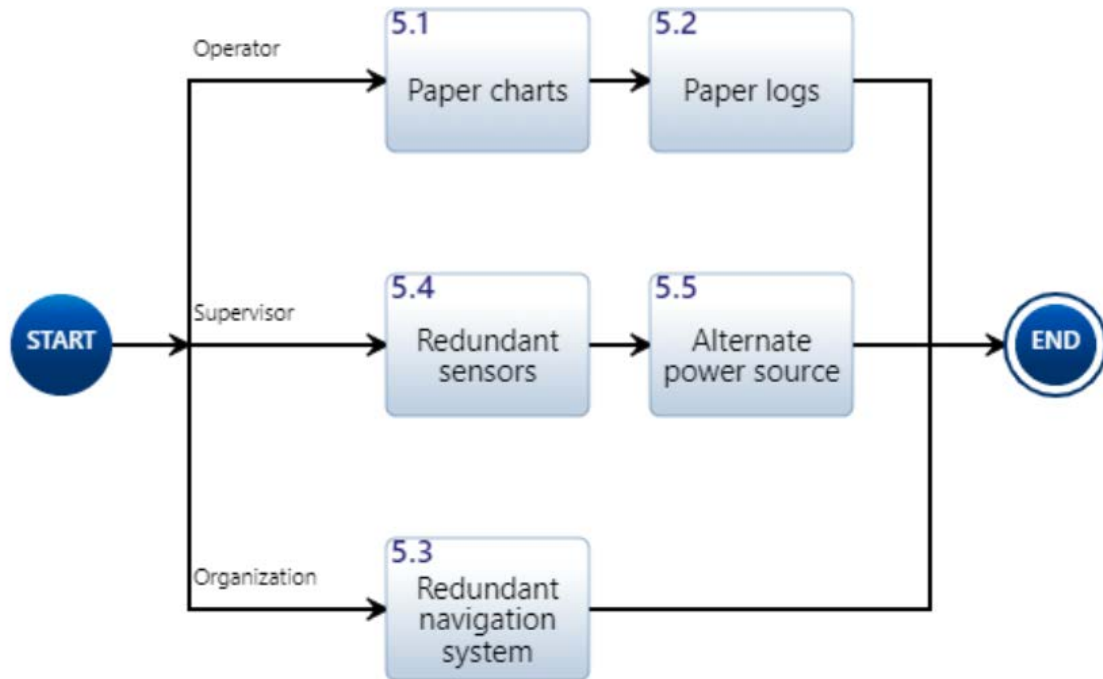 Operator
5.1
Paper charts
5.2
Paper logs
START
Supervisor
5.4
Redundant
sensors
5.5
Alternate
power source
END
Organization
5.3
Redundant
navigation
system